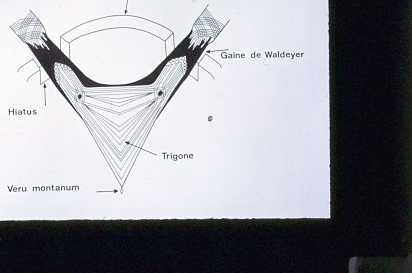 Gaine de Waldeyer
Hiatus
Trigone
Veru montanum